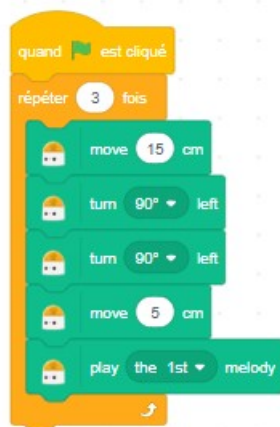 quand est cliqué
répéter 3 fois
move 15 cm
turn 90° left
turn 90° left
move 5 cm
play the 1st melody